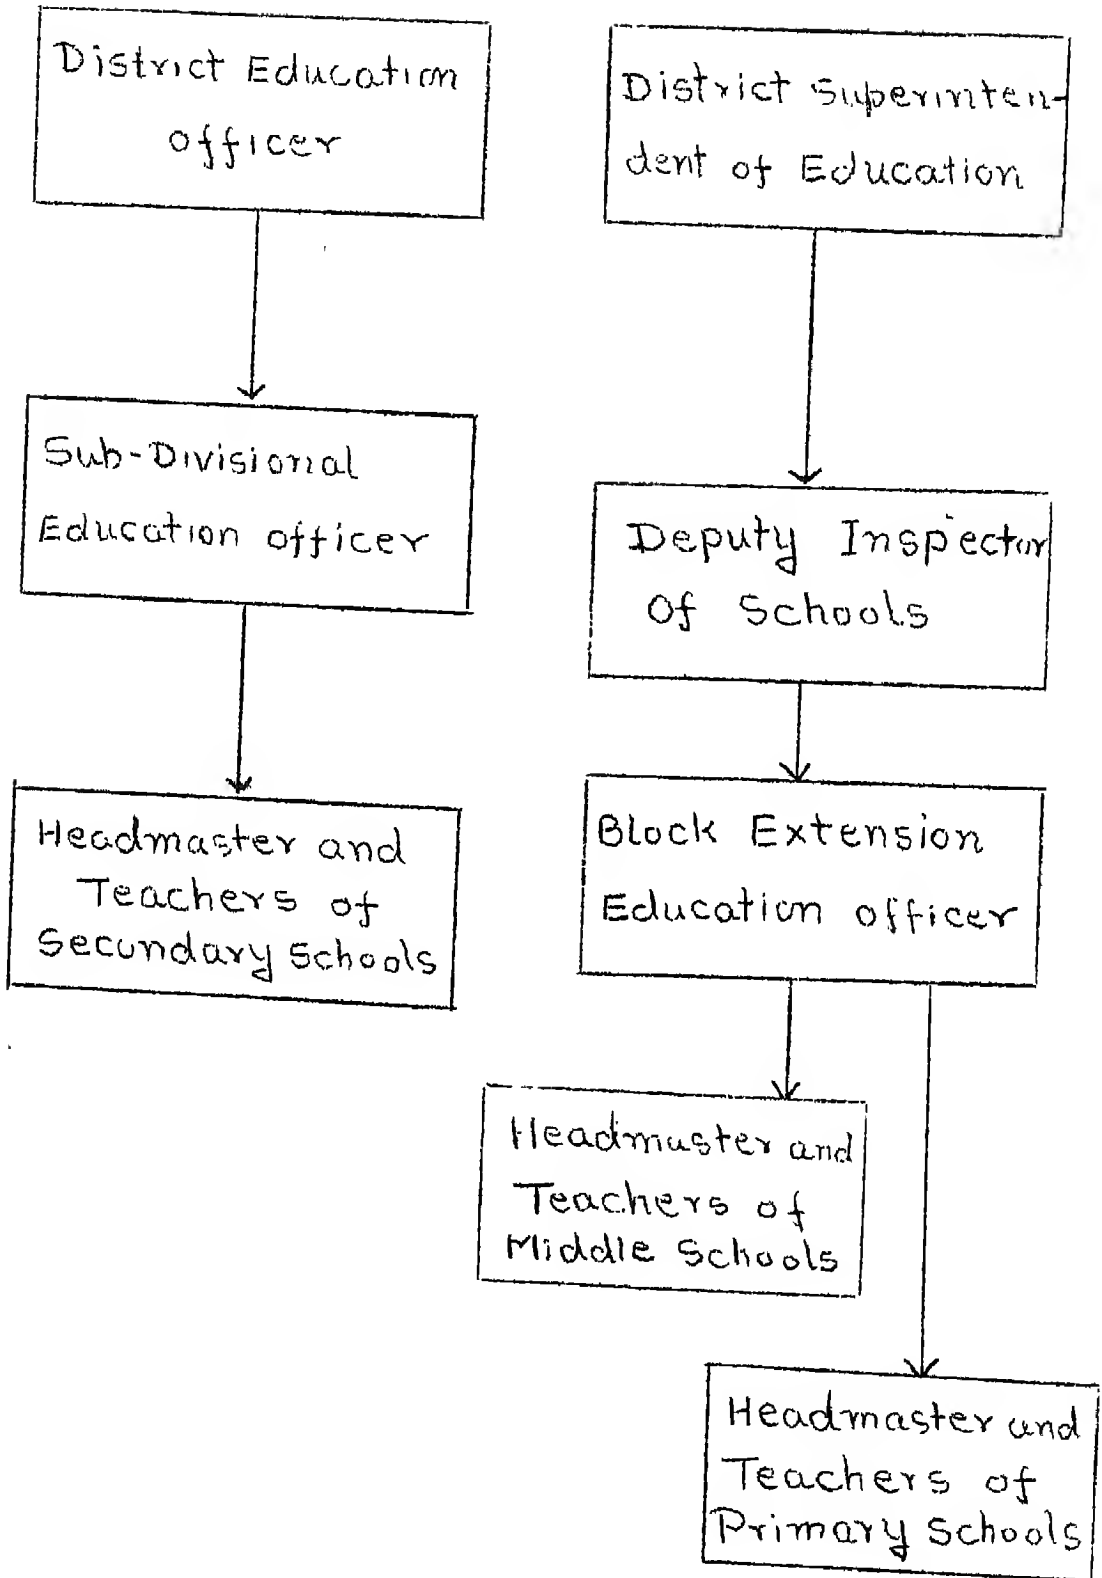 District Education
officer
District Superinten-
dent of Education
Sub-Divisional
Education officer
Deputy Inspector
Of Schools
Headmaster and
Teachers of
Secondary Schools
Block Extension
Education officer
Headmaster and
Teachers of
Middle Schools
Headmaster and
Teachers of
Primary Schools